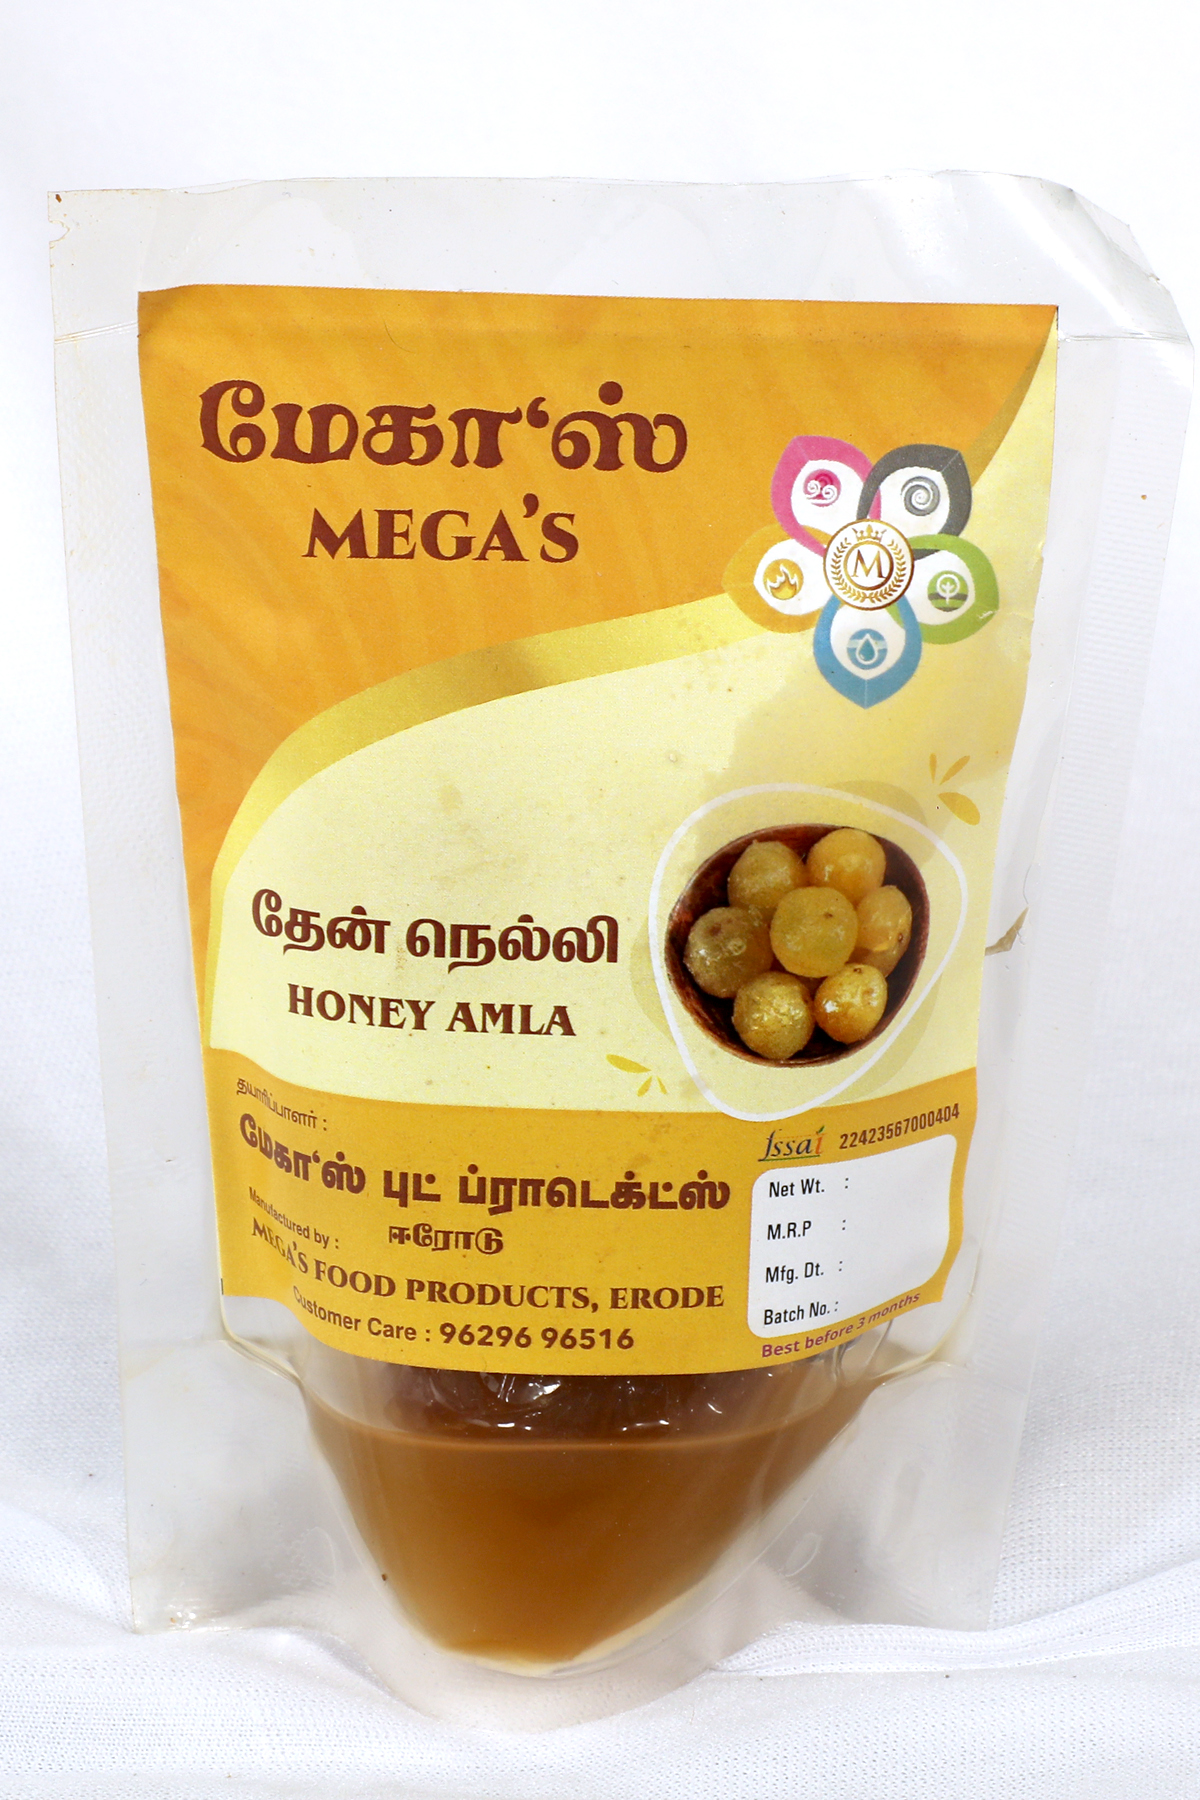 மேகா‘ஸ்
MEGA’S
M
தேன் நெல்லி
HONEY AMLA
தயாரிப்பாளர் :
மேகா‘ஸ் புட் ப்ராடெக்ட்ஸ்
ஈரோடு
Manufactured by :
MEGA’S FOOD PRODUCTS, ERODE
Customer Care : 96296 96516
fssai 22423567000404
Net Wt. :
M.R.P :
Mfg. Dt. :
Batch No. :
Best before 3 months